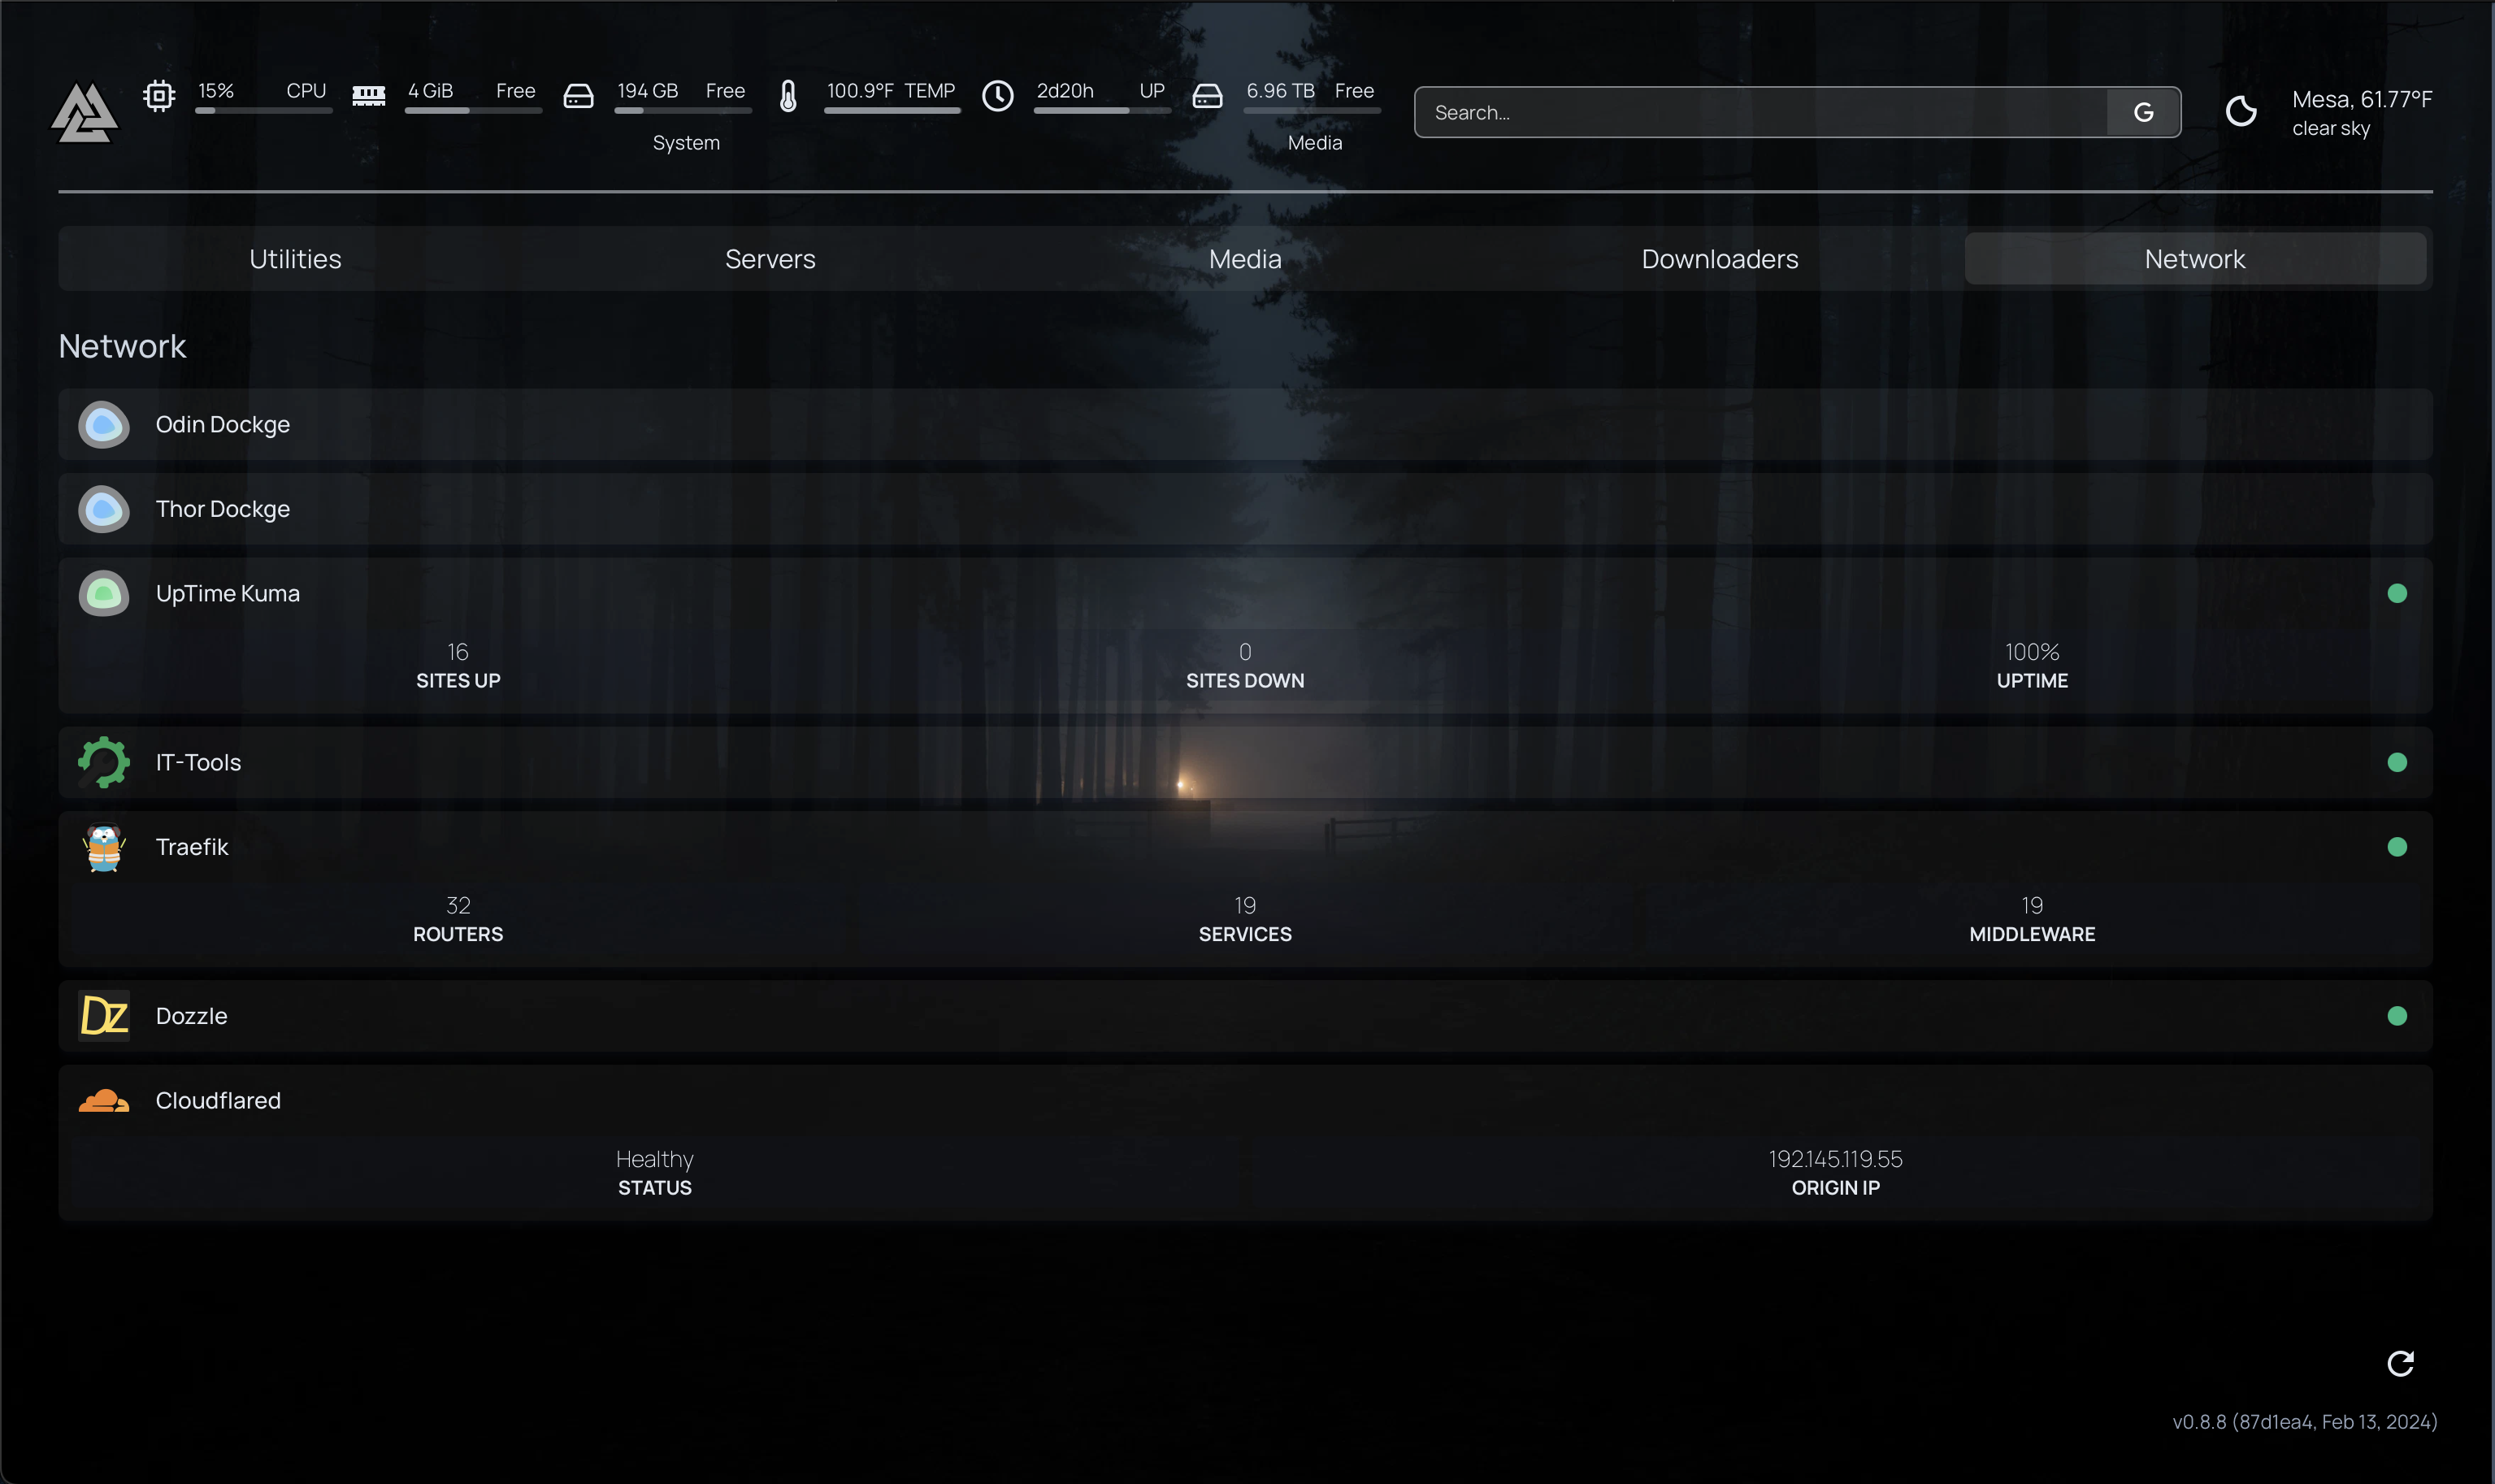 15% CPU 4 GiB Free 194 GB Free 100.9°F TEMP 2d20h UP 6.96 TB Free
System Media
Search... G
Mesa, 61.77°F
clear sky
Utilities Servers Media Downloaders Network
Network
Odin Dockge
Thor Dockge
UpTime Kuma
16 0 100%
SITES UP SITES DOWN UPTIME
IT-Tools
Traefik
32 19 19
ROUTERS SERVICES MIDDLEWARE
DZ Dozzle
Cloudflared
Healthy 192.145.119.55
STATUS ORIGIN IP
v0.8.8 (87d1ea4, Feb 13, 2024)